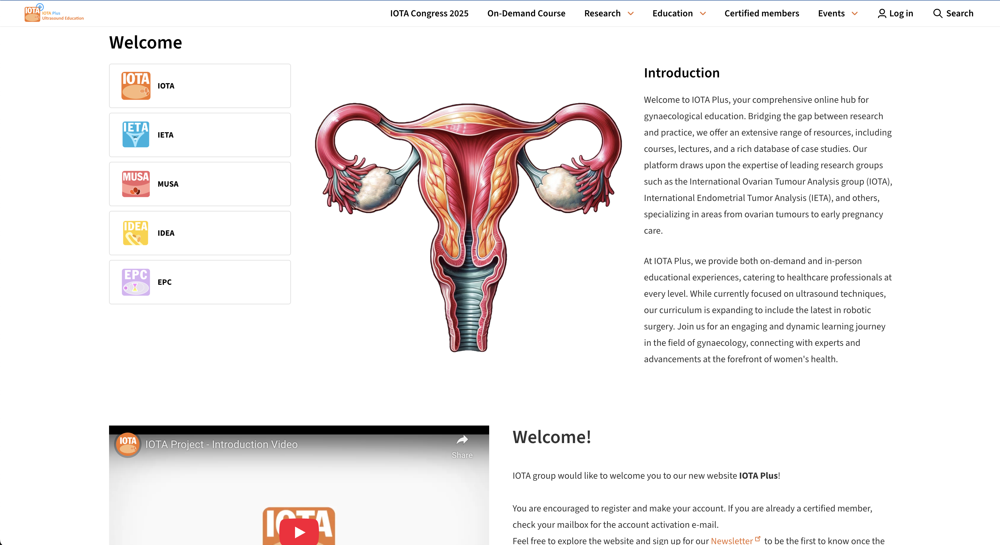 IOTA
IOTA Plus
Ultrasound Education
IOTA Congress 2025
On-Demand Course
Research
Education
Certified members
Events
Log in
Search
Welcome
IOTA
IOTA
IETA
IETA
MUSA
MUSA
IDEA
IDEA
EPC
EPC
Introduction
Welcome to IOTA Plus, your comprehensive online hub for
gynaecological education. Bridging the gap between research
and practice, we offer an extensive range of resources, including
courses, lectures, and a rich database of case studies. Our
platform draws upon the expertise of leading research groups
such as the International Ovarian Tumour Analysis group (IOTA),
International Endometrial Tumor Analysis (IETA), and others,
specializing in areas from ovarian tumours to early pregnancy
care.
At IOTA Plus, we provide both on-demand and in-person
educational experiences, catering to healthcare professionals at
every level. While currently focused on ultrasound techniques,
our curriculum is expanding to include the latest in robotic
surgery. Join us for an engaging and dynamic learning journey
in the field of gynaecology, connecting with experts and
advancements at the forefront of women's health.
IOTA
IOTA Project - Introduction Video
Share
IOTA
Welcome!
IOTA group would like to welcome you to our new website IOTA Plus!
You are encouraged to register and make your account. If you are already a certified member,
check your mailbox for the account activation e-mail.
Feel free to explore the website and sign up for our Newsletter to be the first to know once the